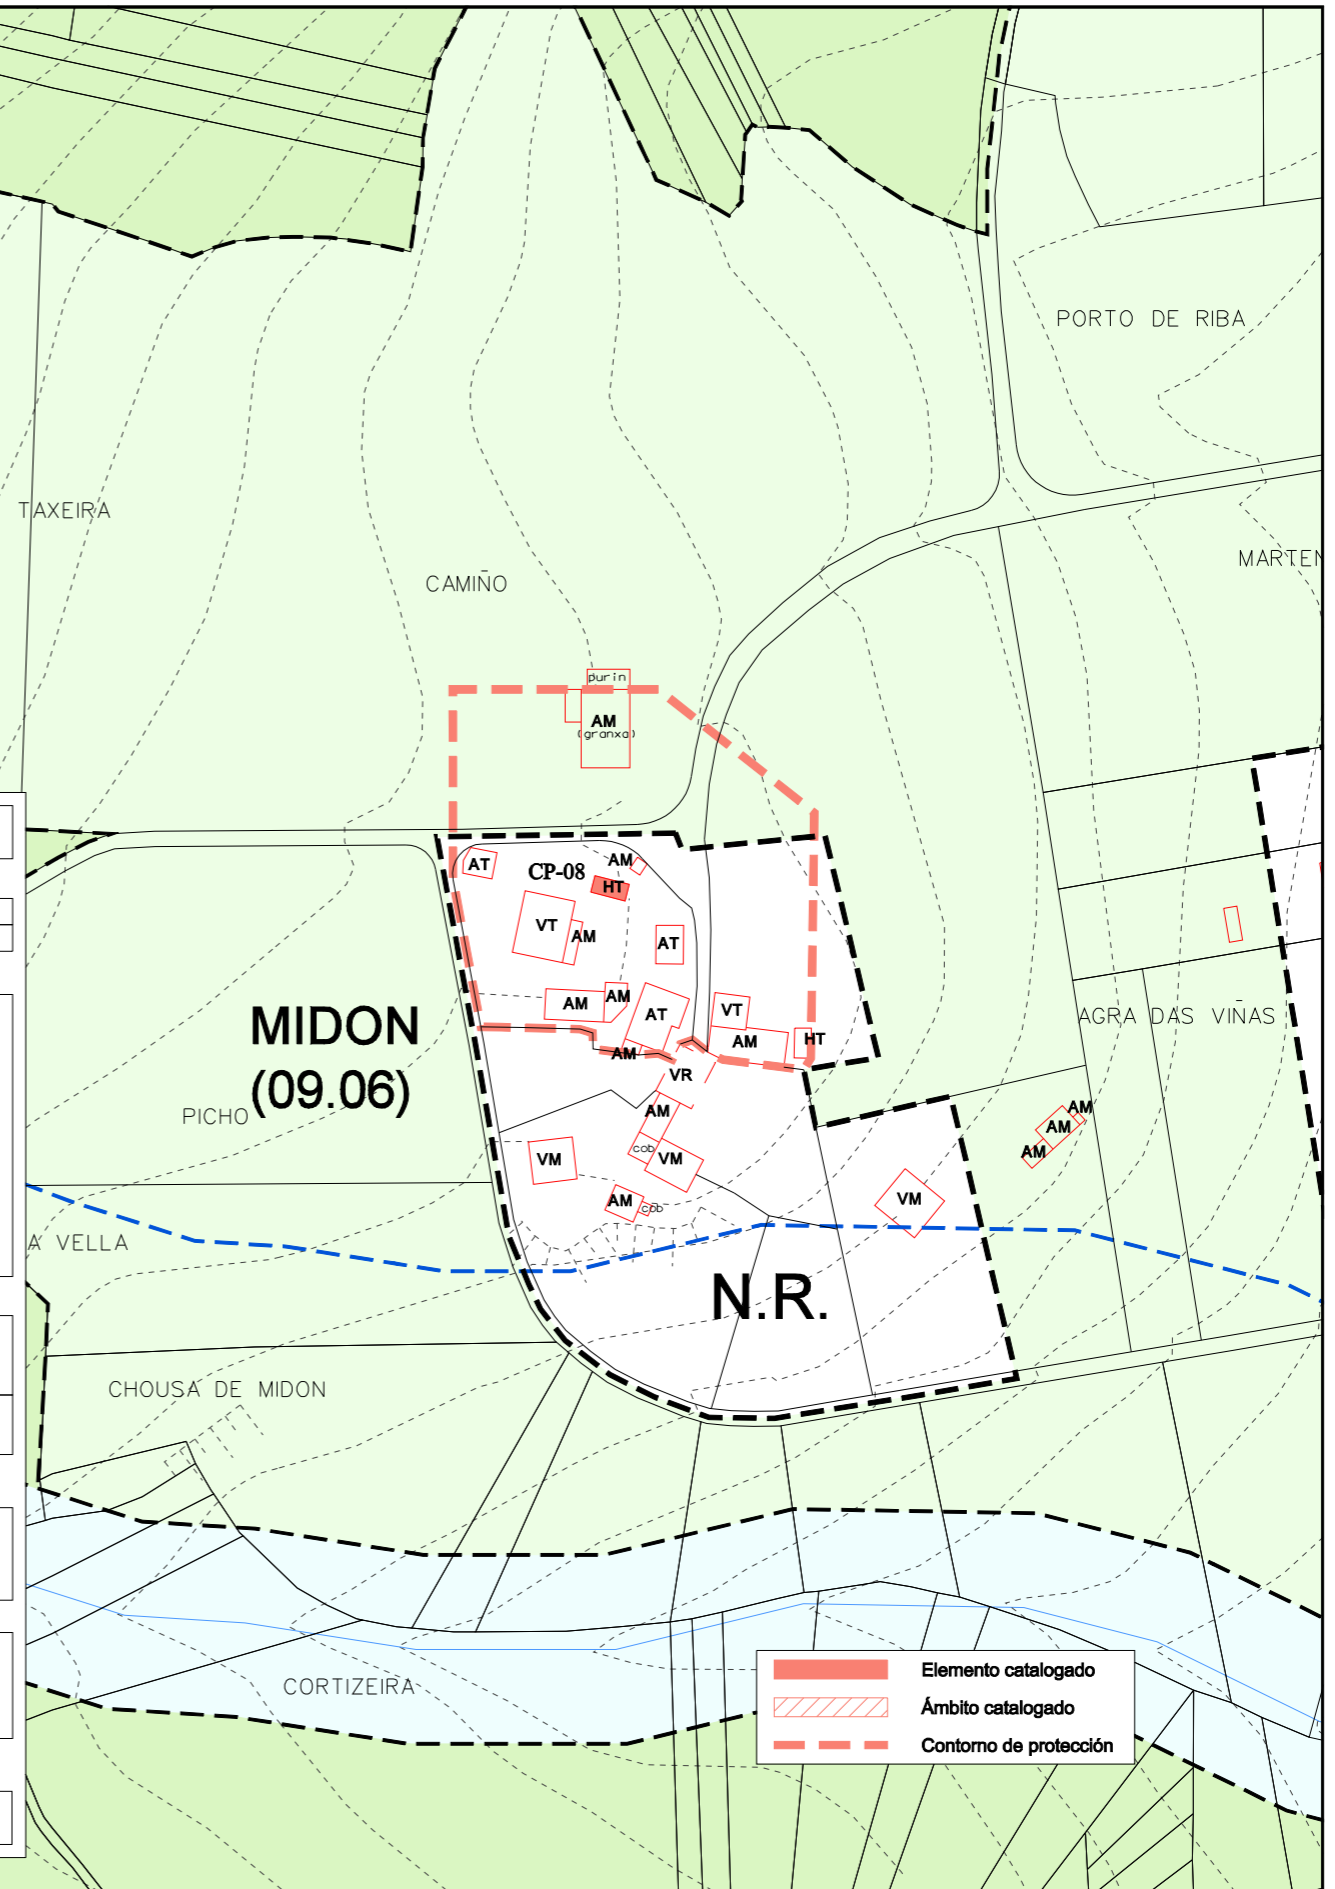 PORTO DE RIBA
TAXEIRA
MARTEN
CAMIÑO
purin
AM
(granxa)
AT
CP-08
AM
HT
VT
AM
AT
AM
AM
AT
VT
AM
HT
MIDON
(09.06)
AGRA DAS VIÑAS
AM
VR
PICHO
AM
AM
AM
AM
cob
VM
VM
AM
cob
VM
A VELLA
N.R.
CHOUSA DE MIDON
CORTIZEIRA
Elemento catalogado
Ámbito catalogado
Contorno de protección